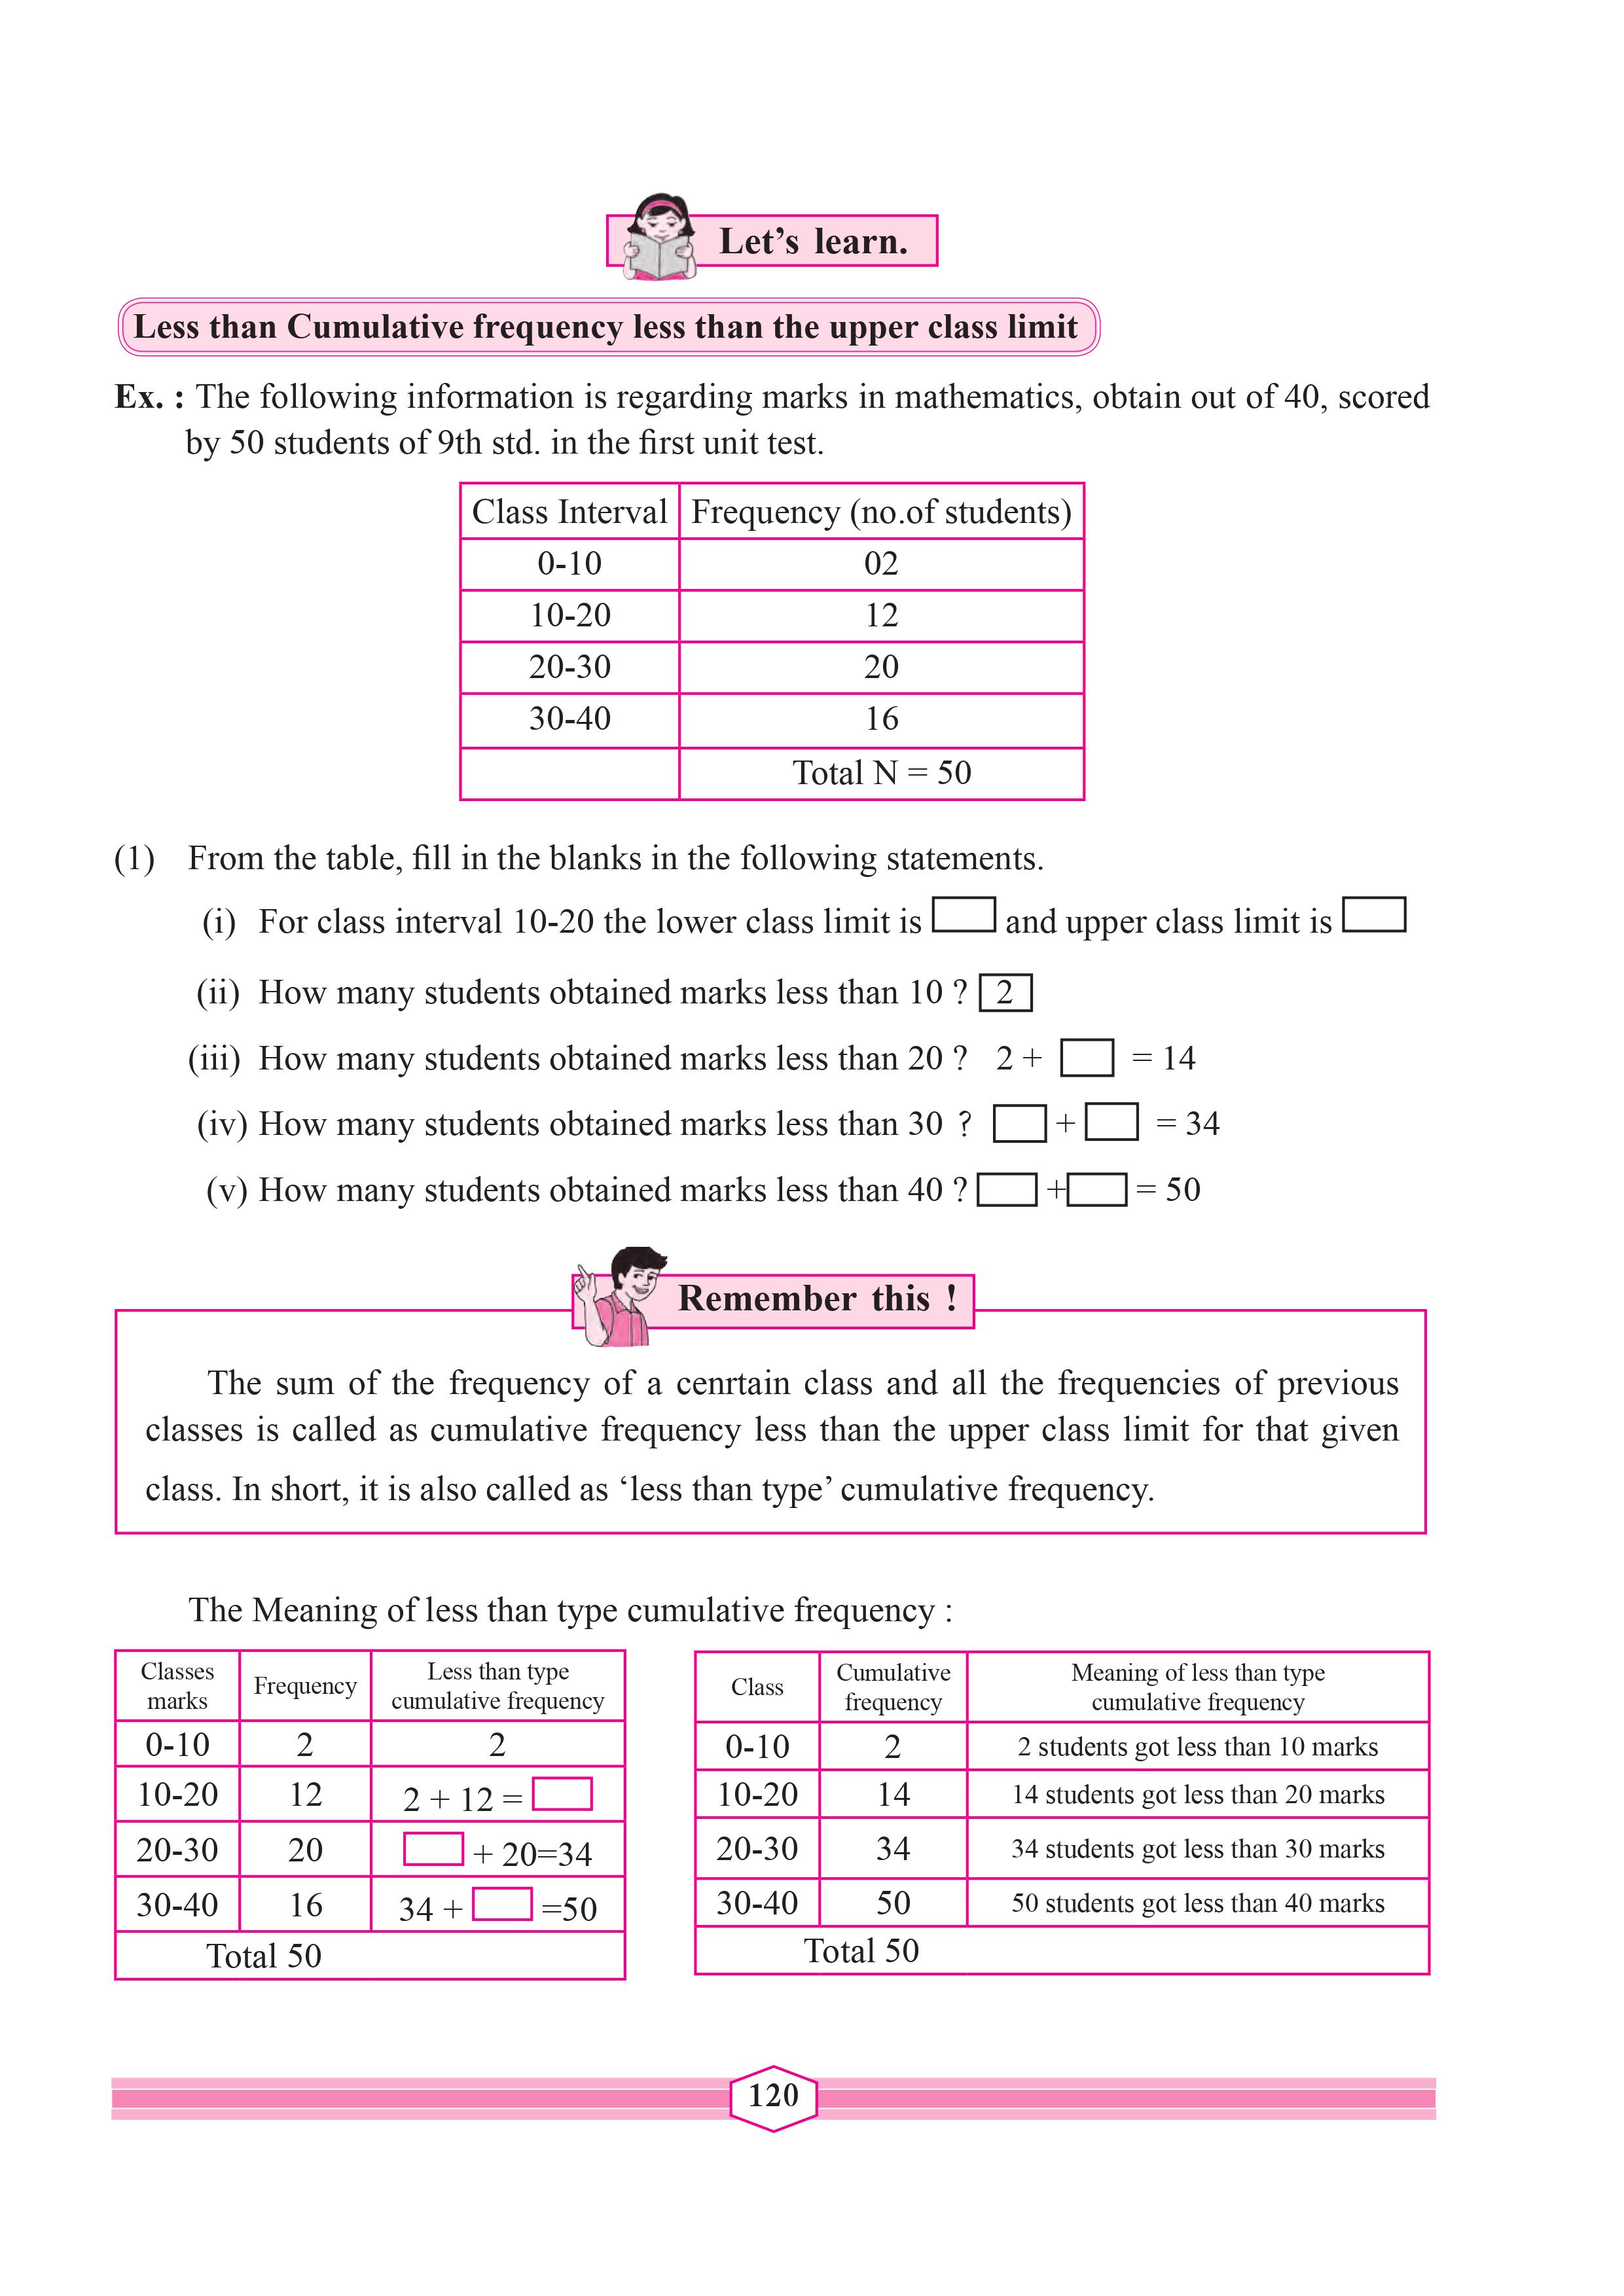 Let’s learn.
Less than Cumulative frequency less than the upper class limit
Ex. : The following information is regarding marks in mathematics, obtain out of 40, scored
by 50 students of 9th std. in the first unit test.
Class Interval Frequency (no.of students)
0-10 02
10-20 12
20-30 20
30-40 16
Total N = 50
(1) From the table, fill in the blanks in the following statements.
(i) For class interval 10-20 the lower class limit is and upper class limit is
(ii) How many students obtained marks less than 10 ? 2
(iii) How many students obtained marks less than 20 ? 2 + = 14
(iv) How many students obtained marks less than 30 ? + = 34
(v) How many students obtained marks less than 40 ? + = 50
Remember this !
The sum of the frequency of a cenrtain class and all the frequencies of previous
classes is called as cumulative frequency less than the upper class limit for that given
class. In short, it is also called as ‘less than type’ cumulative frequency.
The Meaning of less than type cumulative frequency :
Classes
marks
Frequency
Less than type
cumulative frequency
0-10 2 2
10-20 12 2 + 12 =
20-30 20 + 20=34
30-40 16 34 + =50
Total 50
Class
Cumulative
frequency
Meaning of less than type
cumulative frequency
0-10 2 2 students got less than 10 marks
10-20 14 14 students got less than 20 marks
20-30 34 34 students got less than 30 marks
30-40 50 50 students got less than 40 marks
Total 50
120